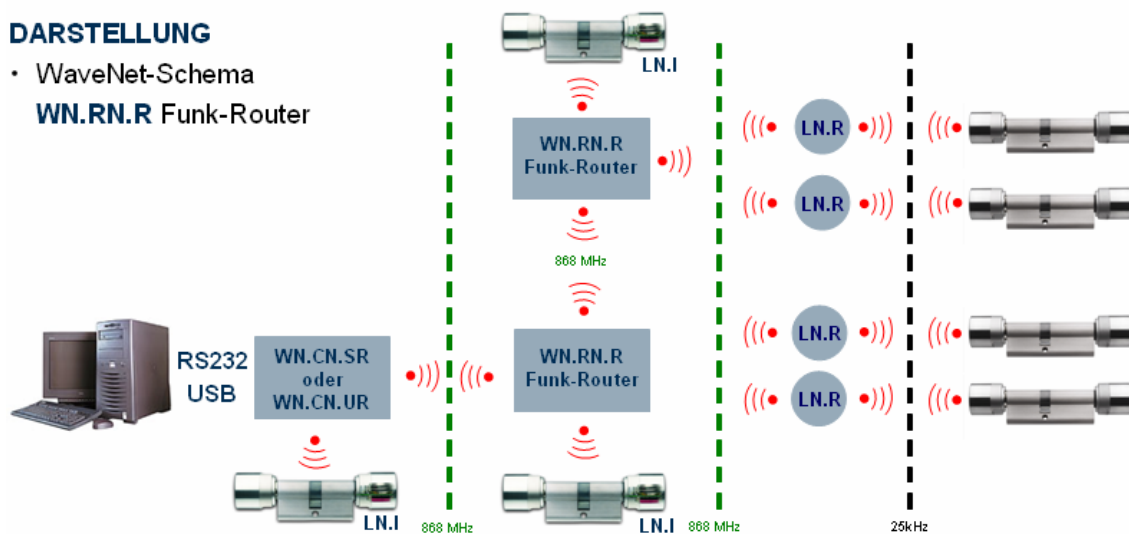 DARSTELLUNG
• WaveNet-Schema
WN.RN.R Funk-Router
LN.I
WN.RN.R
Funk-Router
LN.R
LN.R
868 MHz
RS232
USB
WN.CN.SR
oder
WN.CN.UR
WN.RN.R
Funk-Router
LN.R
LN.R
LN.I
868 MHz
LN.I
868 MHz
25kHz